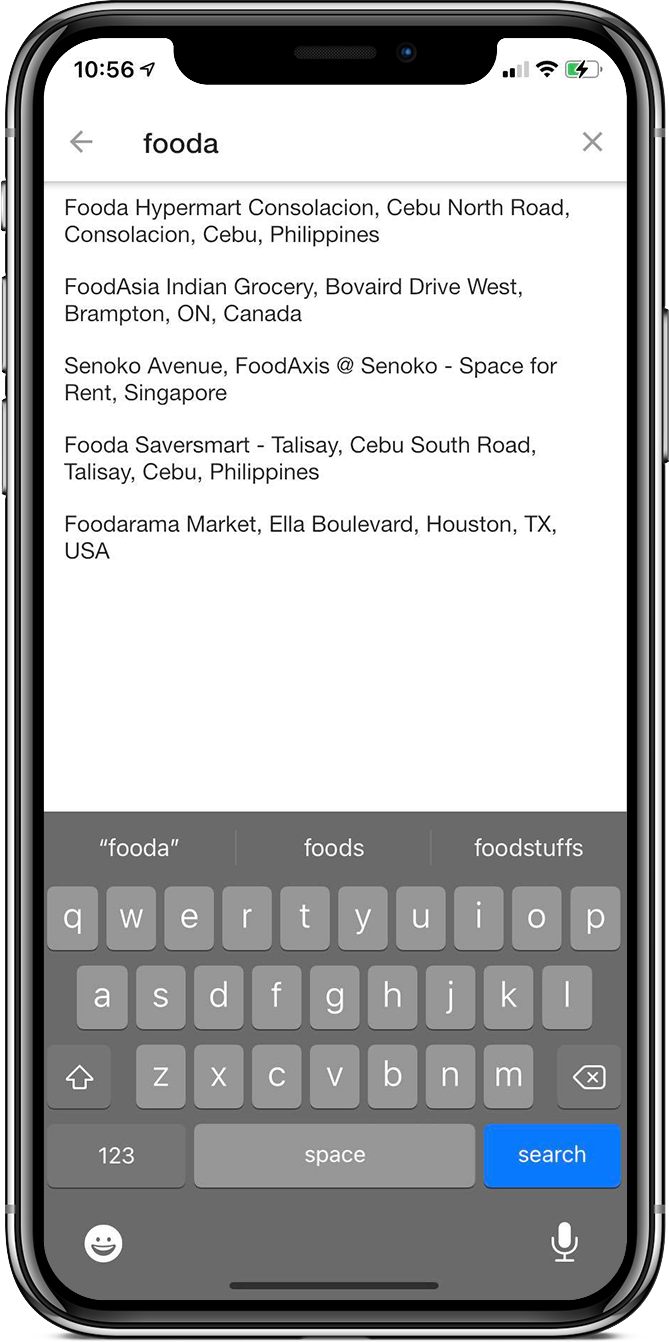 10:56
fooda
Fooda Hypermart Consolacion, Cebu North Road,
Consolacion, Cebu, Philippines
FoodAsia Indian Grocery, Bovaird Drive West,
Brampton, ON, Canada
Senoko Avenue, FoodAxis @ Senoko - Space for
Rent, Singapore
Fooda Saversmart - Talisay, Cebu South Road,
Talisay, Cebu, Philippines
Foodarama Market, Ella Boulevard, Houston, TX,
USA
“fooda” foods foodstuffs
q w e r t y u i o p
a s d f g h j k l
z x c v b n m
123 space search